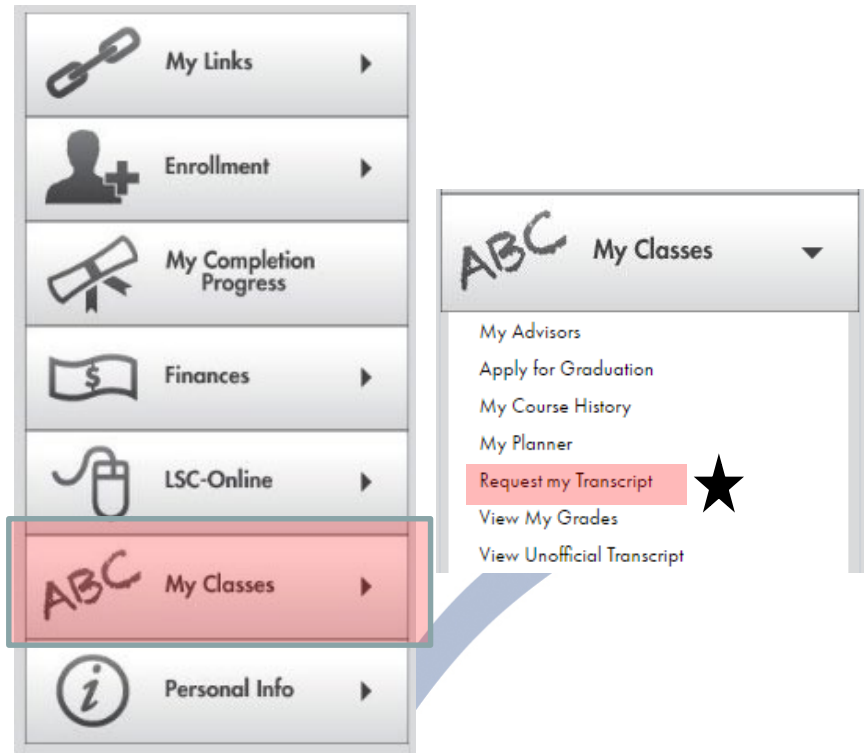 My Links
Enrollment
My Completion
Progress
$
Finances
LSC-Online
ABC
My Classes
i
Personal Info
ABC
My Classes
My Advisors
Apply for Graduation
My Course History
My Planner
Request my Transcript
View My Grades
View Unofficial Transcript